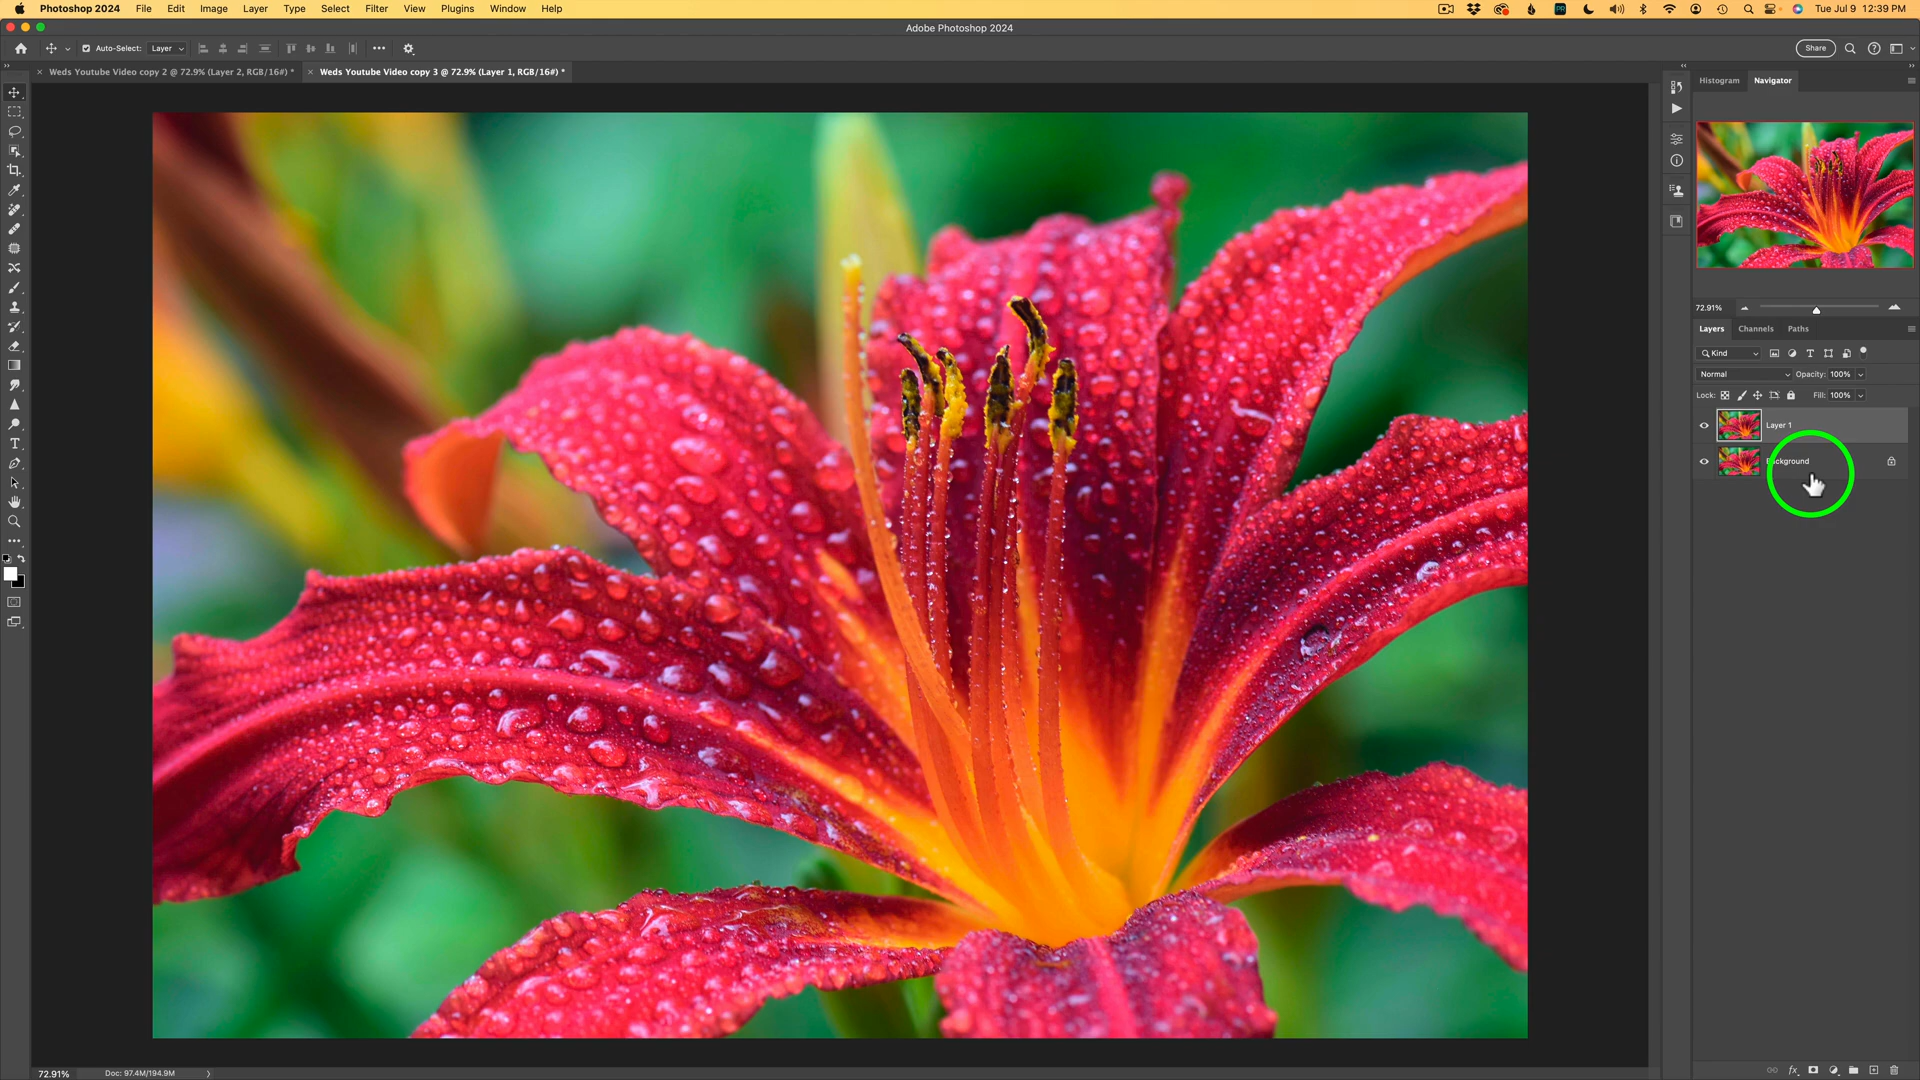 Photoshop 2024 File Edit Image Layer Type Select Filter View Plugins Window Help Tue Jul 9 12:39 PM
Adobe Photoshop 2024
Auto-Select: Layer Share
Weds Youtube Video copy 2 @ 72.9% (Layer 2, RGB/16#) * Weds Youtube Video copy 3 @ 72.9% (Layer 1, RGB/16#) *
Histogram Navigator
72.91%
Layers Channels Paths
Kind
Normal Opacity: 100%
Lock: Fill: 100%
Layer 1
Background
72.91% Doc: 97.4M/194.9M